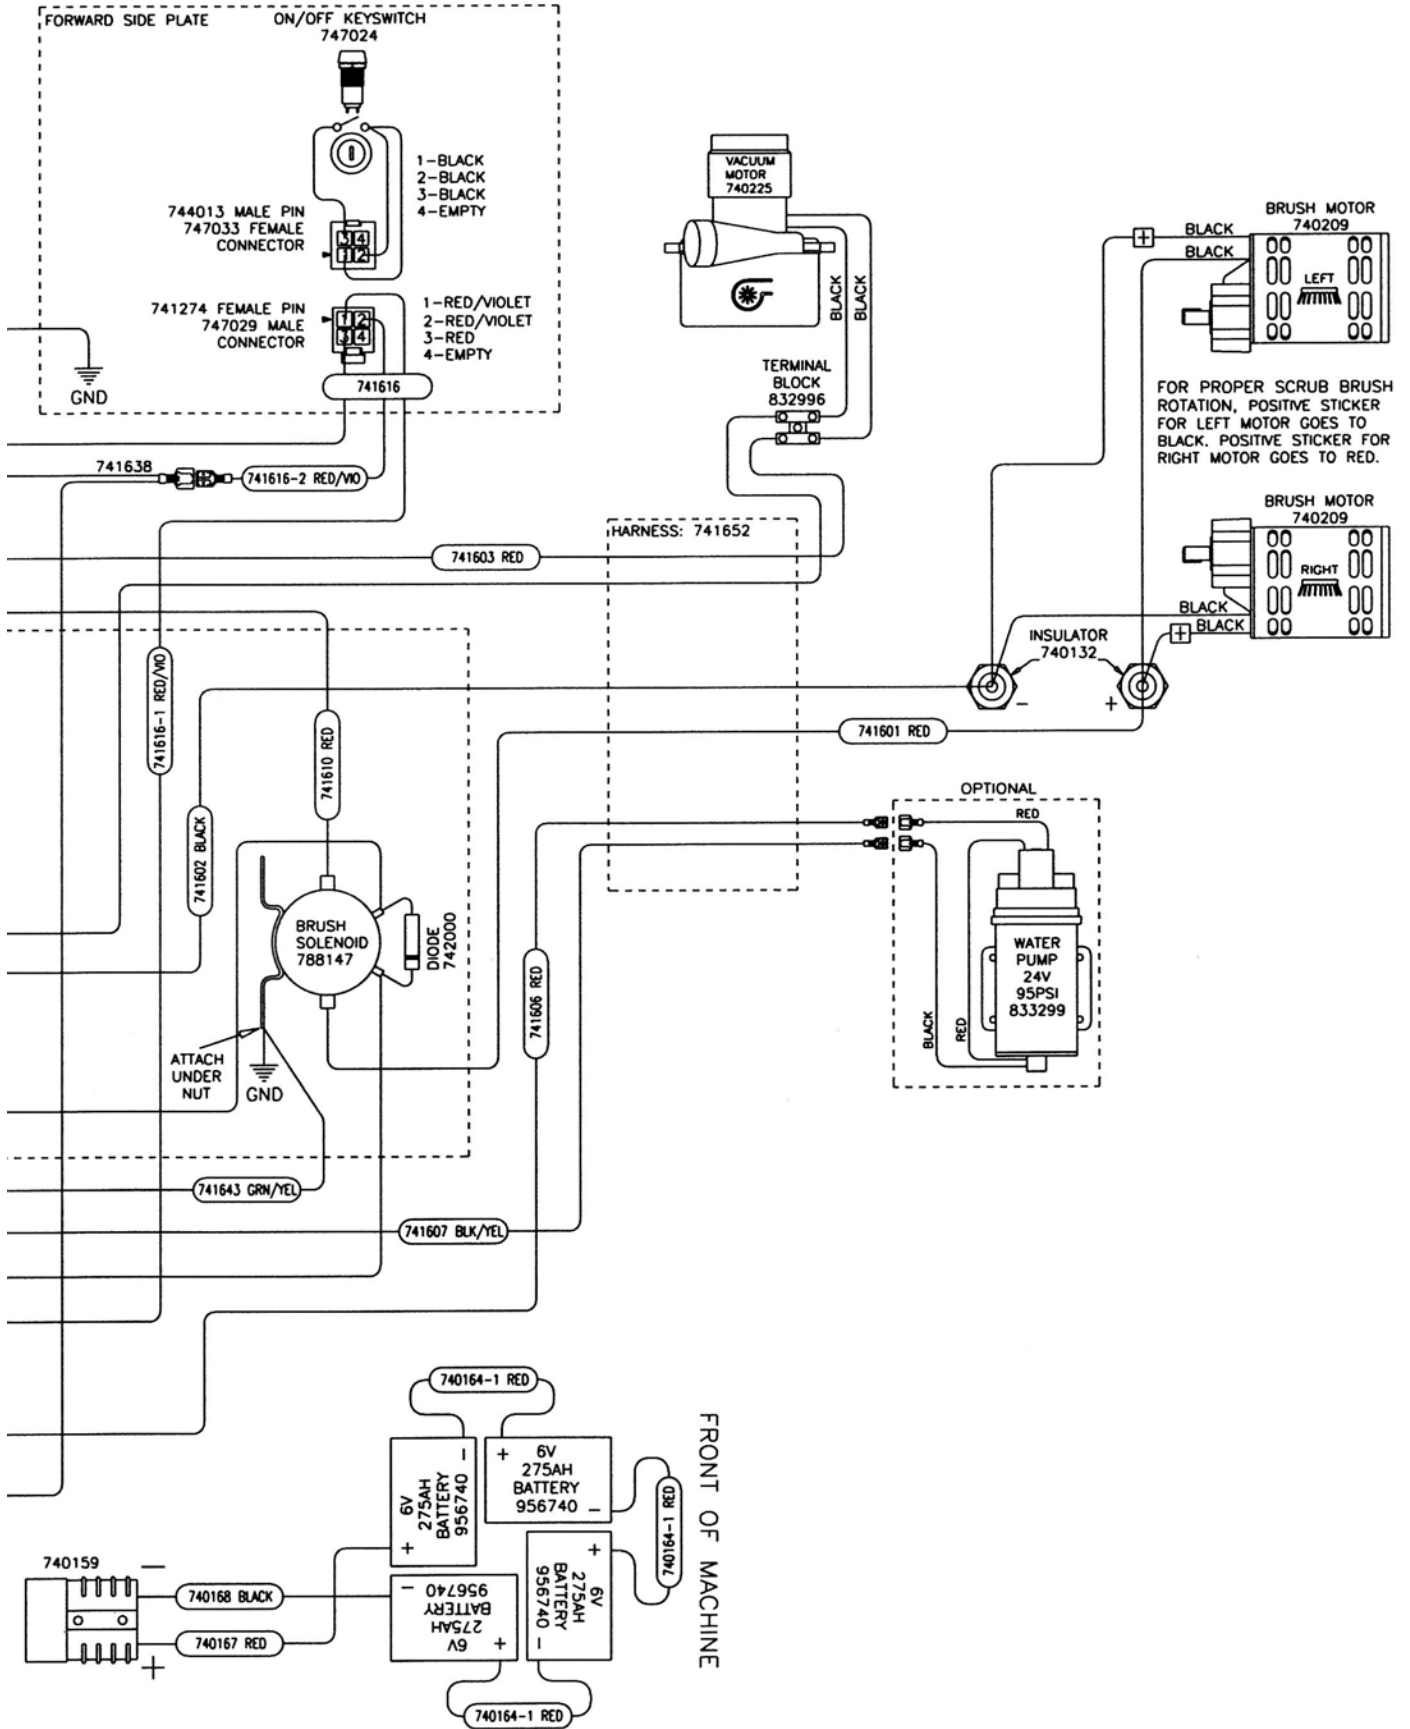 FORWARD SIDE PLATE
ON/OFF KEYSWITCH
747024
1-BLACK
2-BLACK
3-BLACK
4-EMPTY
744013 MALE PIN
747033 FEMALE
CONNECTOR
3 4
1 2
741274 FEMALE PIN
747029 MALE
CONNECTOR
1 2
3 4
1-RED/VIOLET
2-RED/VIOLET
3-RED
4-EMPTY
741616
GND
741638
741616-2 RED/VIO
VACUUM
MOTOR
740225
BLACK
BLACK
TERMINAL
BLOCK
832996
BRUSH MOTOR
740209
BLACK
+
BLACK
LEFT
FOR PROPER SCRUB BRUSH
ROTATION, POSITIVE STICKER
FOR LEFT MOTOR GOES TO
BLACK. POSITIVE STICKER FOR
RIGHT MOTOR GOES TO RED.
BRUSH MOTOR
740209
RIGHT
BLACK
+
BLACK
HARNESS: 741652
741603 RED
INSULATOR
740132
-
+
741616-1 RED/VIO
741610 RED
741602 BLACK
741601 RED
BRUSH
SOLENOID
788147
DIODE
742000
ATTACH
UNDER
NUT
GND
741606 RED
OPTIONAL
RED
BLACK
RED
WATER
PUMP
24V
95PSI
833299
741643 GRN/YEL
741607 BLK/YEL
740164-1 RED
-
6V
275AH
BATTERY
956740
+
+
6V
275AH
BATTERY
956740
-
740164-1 RED
+
6V
275AH
BATTERY
956740
-
-
6V
275AH
BATTERY
956740
+
740164-1 RED
740159
-
740168 BLACK
740167 RED
+
FRONT OF MACHINE